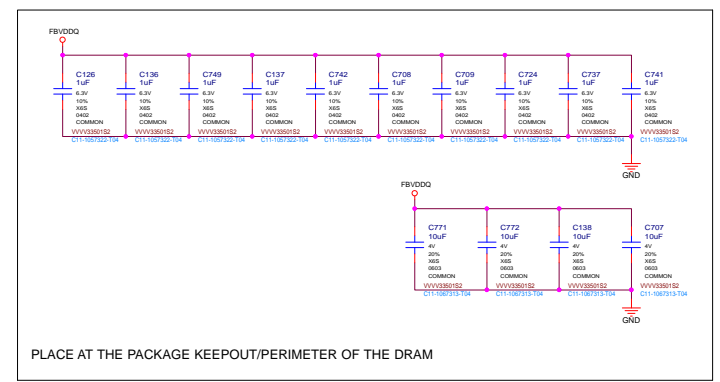 FBVDDQ
C126 C136 C749 C137 C742 C708 C709 C724 C737 C741
1uF 1uF 1uF 1uF 1uF 1uF 1uF 1uF 1uF 1uF
6.3V 6.3V 6.3V 6.3V 6.3V 6.3V 6.3V 6.3V 6.3V 6.3V
10% 10% 10% 10% 10% 10% 10% 10% 10% 10%
X6S X6S X6S X6S X6S X6S X6S X6S X6S X6S
0402 0402 0402 0402 0402 0402 0402 0402 0402 0402
COMMON COMMON COMMON COMMON COMMON COMMON COMMON COMMON COMMON COMMON
VVVV33501S2 VVVV33501S2 VVVV33501S2 VVVV33501S2 VVVV33501S2 VVVV33501S2 VVVV33501S2 VVVV33501S2 VVVV33501S2 VVVV33501S2
C11-1057322-T04 C11-1057322-T04 C11-1057322-T04 C11-1057322-T04 C11-1057322-T04 C11-1057322-T04 C11-1057322-T04 C11-1057322-T04 C11-1057322-T04 C11-1057322-T04
GND
FBVDDQ
C771 C772 C138 C707
10uF 10uF 10uF 10uF
4V 4V 4V 4V
20% 20% 20% 20%
X6S X6S X6S X6S
0603 0603 0603 0603
COMMON COMMON COMMON COMMON
VVVV33501S2 VVVV33501S2 VVVV33501S2 VVVV33501S2
C11-1067313-T04 C11-1067313-T04 C11-1067313-T04 C11-1067313-T04
GND
PLACE AT THE PACKAGE KEEPOUT/PERIMETER OF THE DRAM